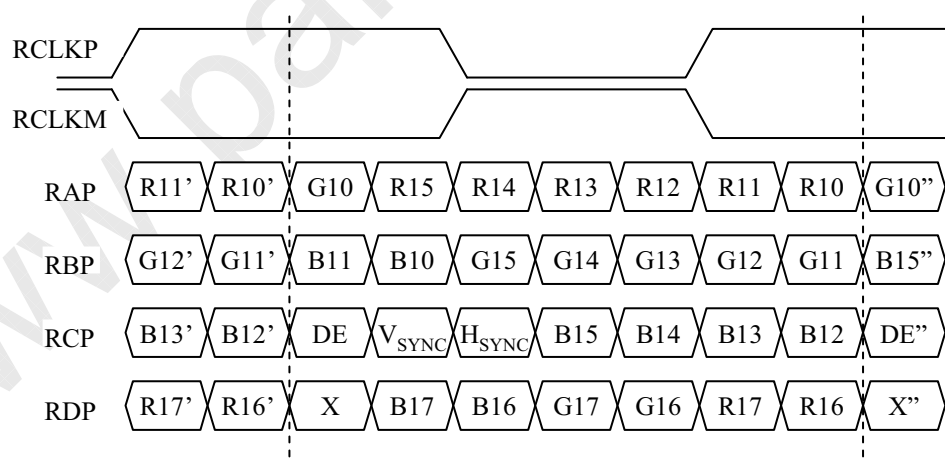 RCLKP
RCLKM
RAP R11’ R10’ G10 R15 R14 R13 R12 R11 R10 G10”
RBP G12’ G11’ B11 B10 G15 G14 G13 G12 G11 B15”
RCP B13’ B12’ DE VSYNC HSYNC B15 B14 B13 B12 DE”
RDP R17’ R16’ X B17 B16 G17 G16 R17 R16 X”